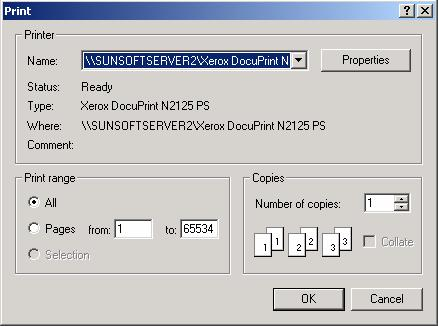 Print
Printer
Name: \\SUNSOFTSERVER2\Xerox DocuPrint N Properties
Status: Ready
Type: Xerox DocuPrint N2125 PS
Where: \\SUNSOFTSERVER2\Xerox DocuPrint N2125 PS
Comment:
Print range
All
Pages from: 1 to: 65534
Selection
Copies
Number of copies: 1
1 1 2 2 3 3 Collate
OK Cancel